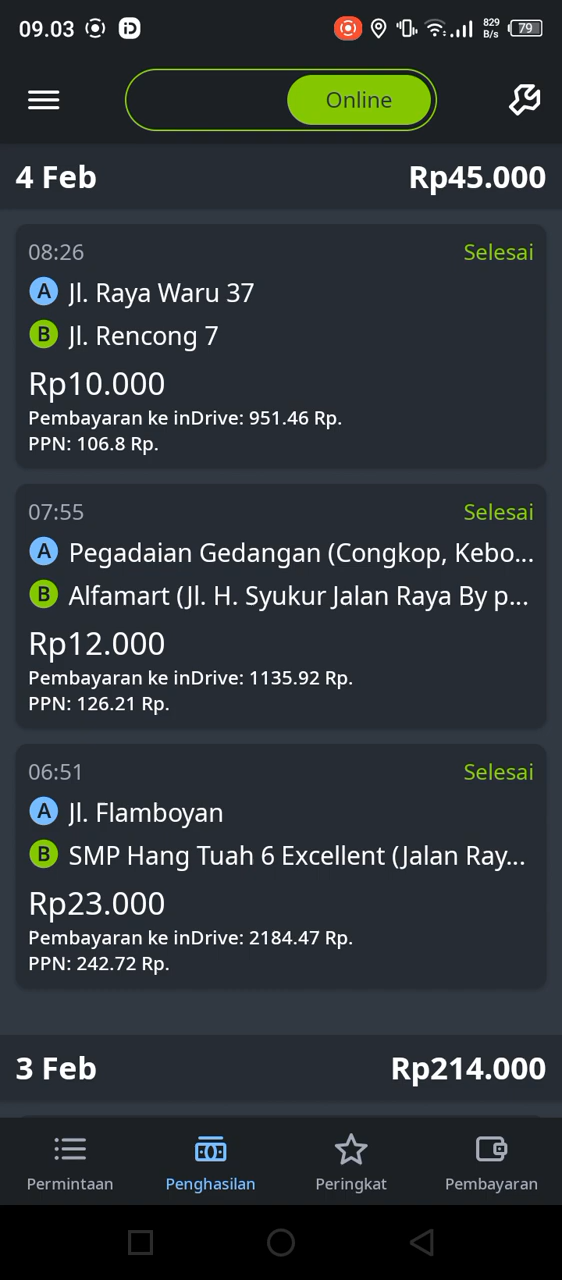 09.03
829
B/s
79
Online
4 Feb
Rp45.000
08:26
Selesai
A Jl. Raya Waru 37
B Jl. Rencong 7
Rp10.000
Pembayaran ke inDrive: 951.46 Rp.
PPN: 106.8 Rp.
07:55
Selesai
A Pegadaian Gedangan (Congkop, Kebo...
B Alfamart (Jl. H. Syukur Jalan Raya By p...
Rp12.000
Pembayaran ke inDrive: 1135.92 Rp.
PPN: 126.21 Rp.
06:51
Selesai
A Jl. Flamboyan
B SMP Hang Tuah 6 Excellent (Jalan Ray...
Rp23.000
Pembayaran ke inDrive: 2184.47 Rp.
PPN: 242.72 Rp.
3 Feb
Rp214.000
Permintaan
Penghasilan
Peringkat
Pembayaran